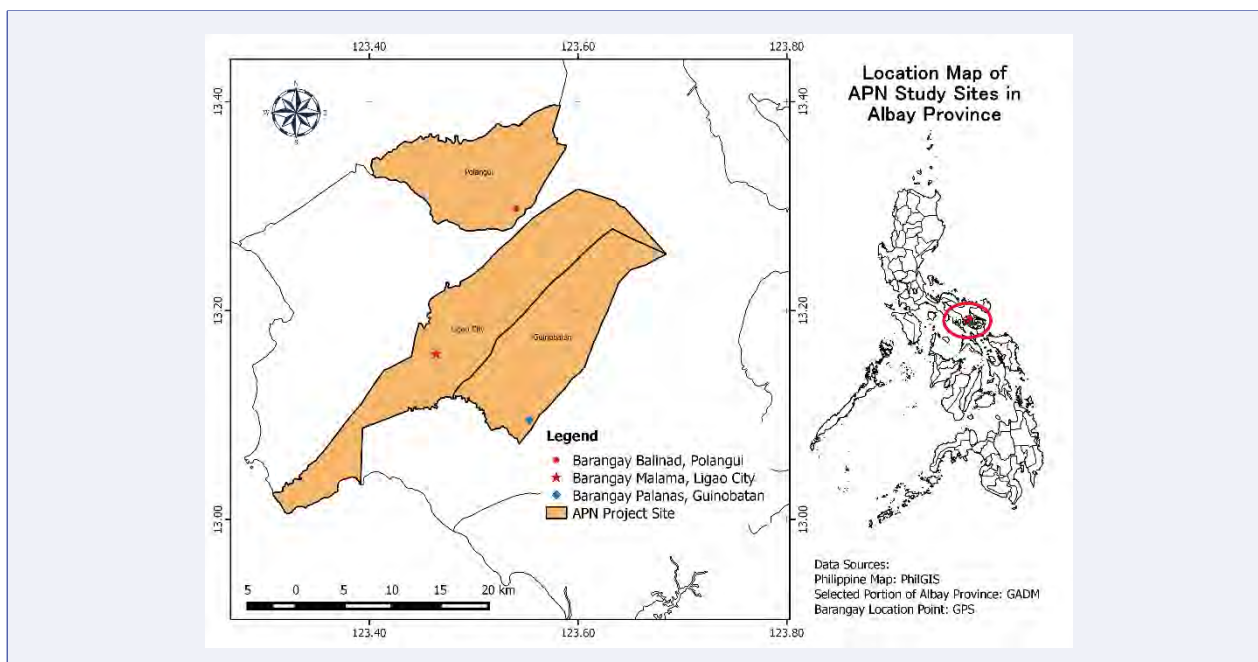 123.40 123.60 123.80
Location Map of
APN Study Sites in
Albay Province
N
13.40 13.40
Polangui
13.20 13.20
Ligao City
Guinobatan
Legend
Barangay Balinad, Polangui
Barangay Malama, Ligao City
Barangay Palanas, Guinobatan
APN Project Site
13.00 13.00
Data Sources:
Philippine Map: PhilGIS
Selected Portion of Albay Province: GADM
Barangay Location Point: GPS
5 0 5 10 15 20 km
123.40 123.60 123.80